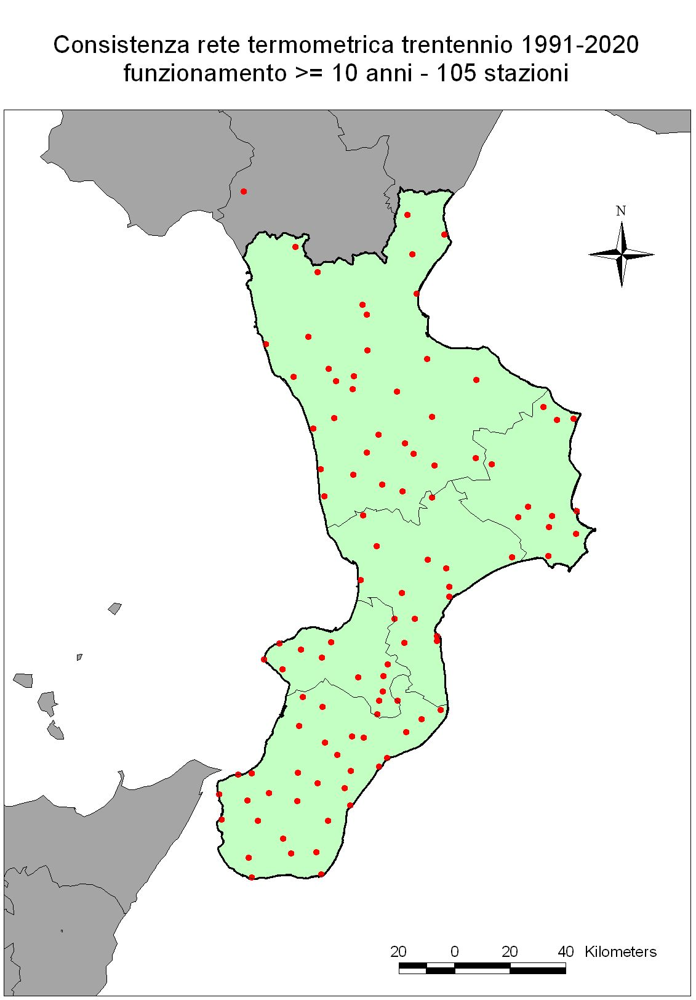 Consistenza rete termometrica trentennio 1991-2020
funzionamento >= 10 anni - 105 stazioni
N
20 0 20 40 Kilometers